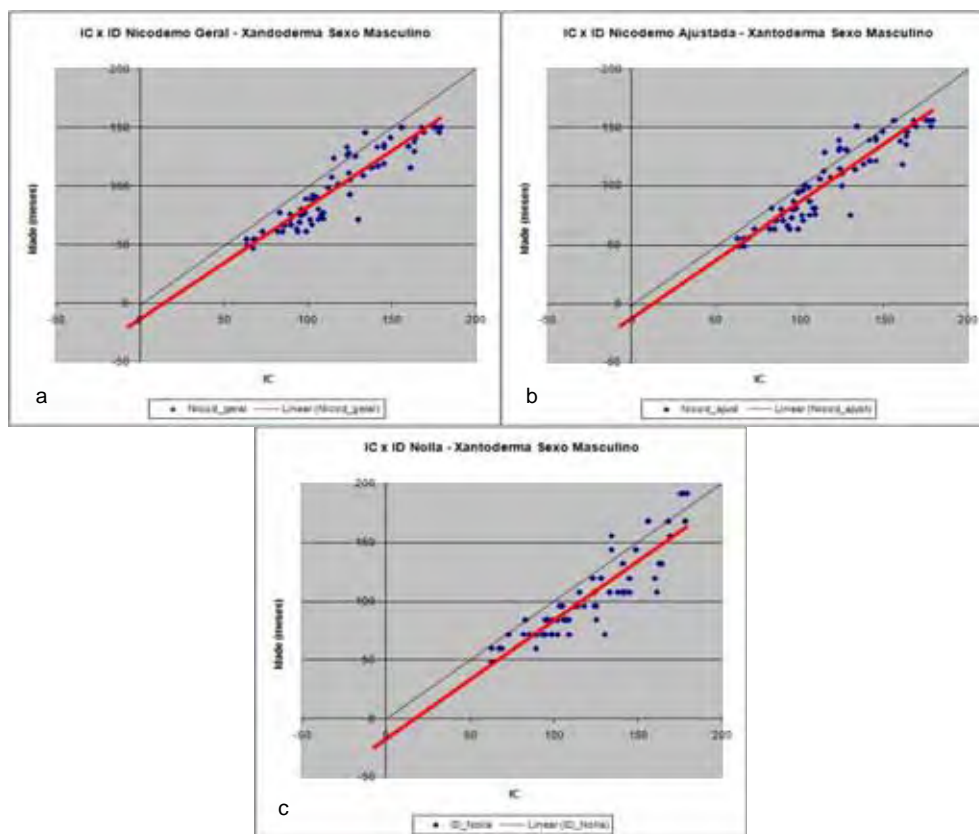 IC x ID Nicodemo Geral - Xandoderma Sexo Masculino
200
150
100
50
0
-50
-50
0
50
100
150
200
Idade (meses)
IC
Nicod_geral
Linear (Nicod_geral)
a
IC x ID Nicodemo Ajustada - Xantoderma Sexo Masculino
200
150
100
50
0
-50
-50
0
50
100
150
200
Idade (meses)
IC
Nicod_ajust
Linear (Nicod_ajust)
b
IC x ID Nolla - Xantoderma Sexo Masculino
200
150
100
50
0
-50
-50
0
50
100
150
200
Idade (meses)
IC
ID_Nolla
Linear (ID_Nolla)
c